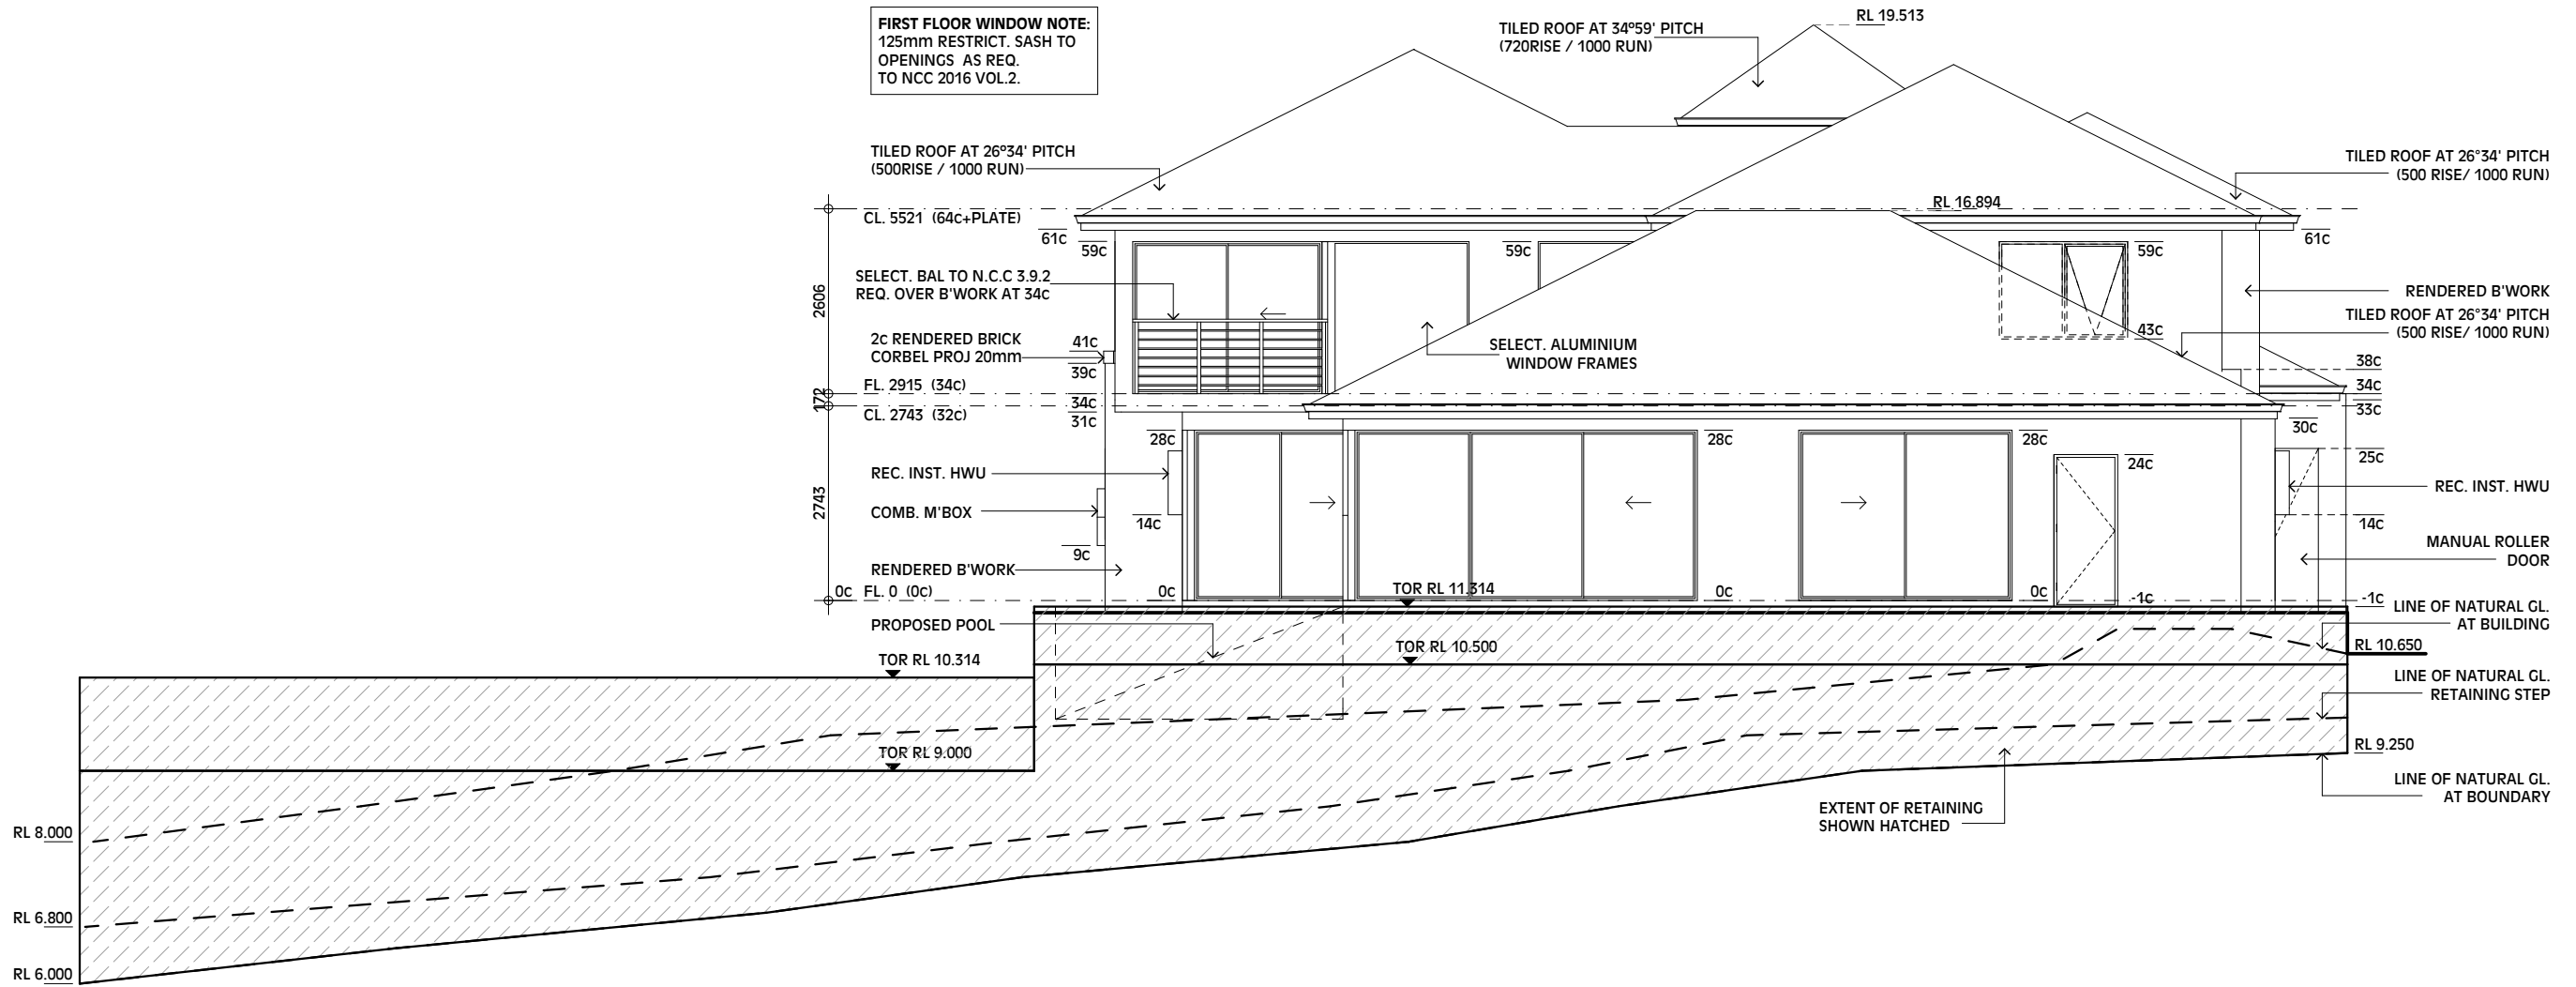 FIRST FLOOR WINDOW NOTE:
125mm RESTRICT. SASH TO
OPENINGS AS REQ.
TO NCC 2016 VOL.2.
TILED ROOF AT 34°59' PITCH
(720RISE / 1000 RUN)
RL 19.513
TILED ROOF AT 26°34' PITCH
(500RISE / 1000 RUN)
TILED ROOF AT 26°34' PITCH
(500 RISE/ 1000 RUN)
CL. 5521 (64c+PLATE)
RL 16.894
61c
59c
59c
59c
61c
SELECT. BAL TO N.C.C 3.9.2
REQ. OVER B'WORK AT 34c
2606
RENDERED B'WORK
TILED ROOF AT 26°34' PITCH
(500 RISE/ 1000 RUN)
43c
2c RENDERED BRICK
CORBEL PROJ 20mm
41c
39c
SELECT. ALUMINIUM
WINDOW FRAMES
38c
FL. 2915 (34c)
172
34c
34c
CL. 2743 (32c)
31c
33c
30c
28c
28c
28c
24c
25c
REC. INST. HWU
REC. INST. HWU
2743
COMB. M'BOX
14c
14c
9c
MANUAL ROLLER
DOOR
RENDERED B'WORK
0c FL. 0 (0c)
0c
TOR RL 11.314
0c
0c
-1c
-1c
LINE OF NATURAL GL.
AT BUILDING
PROPOSED POOL
TOR RL 10.314
TOR RL 10.500
RL 10.650
LINE OF NATURAL GL.
RETAINING STEP
TOR RL 9.000
RL 9.250
LINE OF NATURAL GL.
AT BOUNDARY
EXTENT OF RETAINING
SHOWN HATCHED
RL 8.000
RL 6.800
RL 6.000